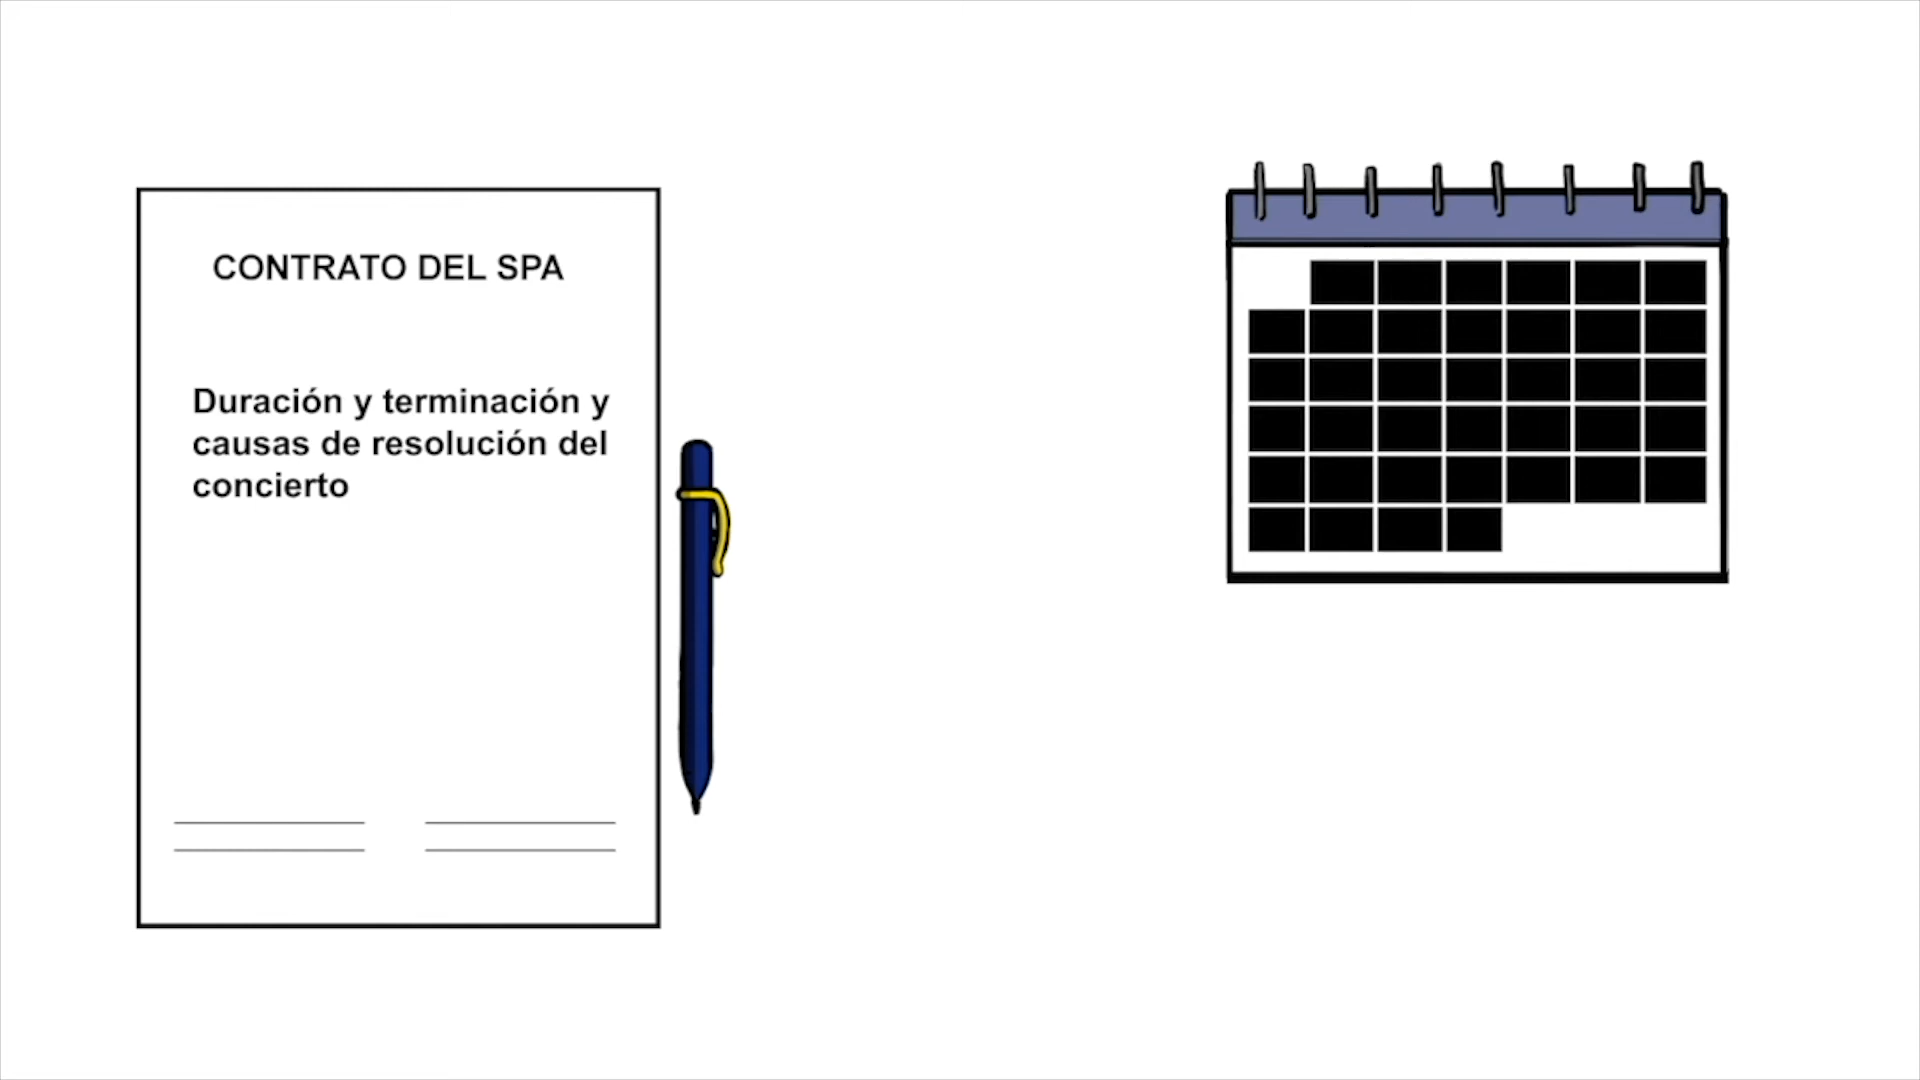 CONTRATO DEL SPA
Duración y terminación y
causas de resolución del
concierto